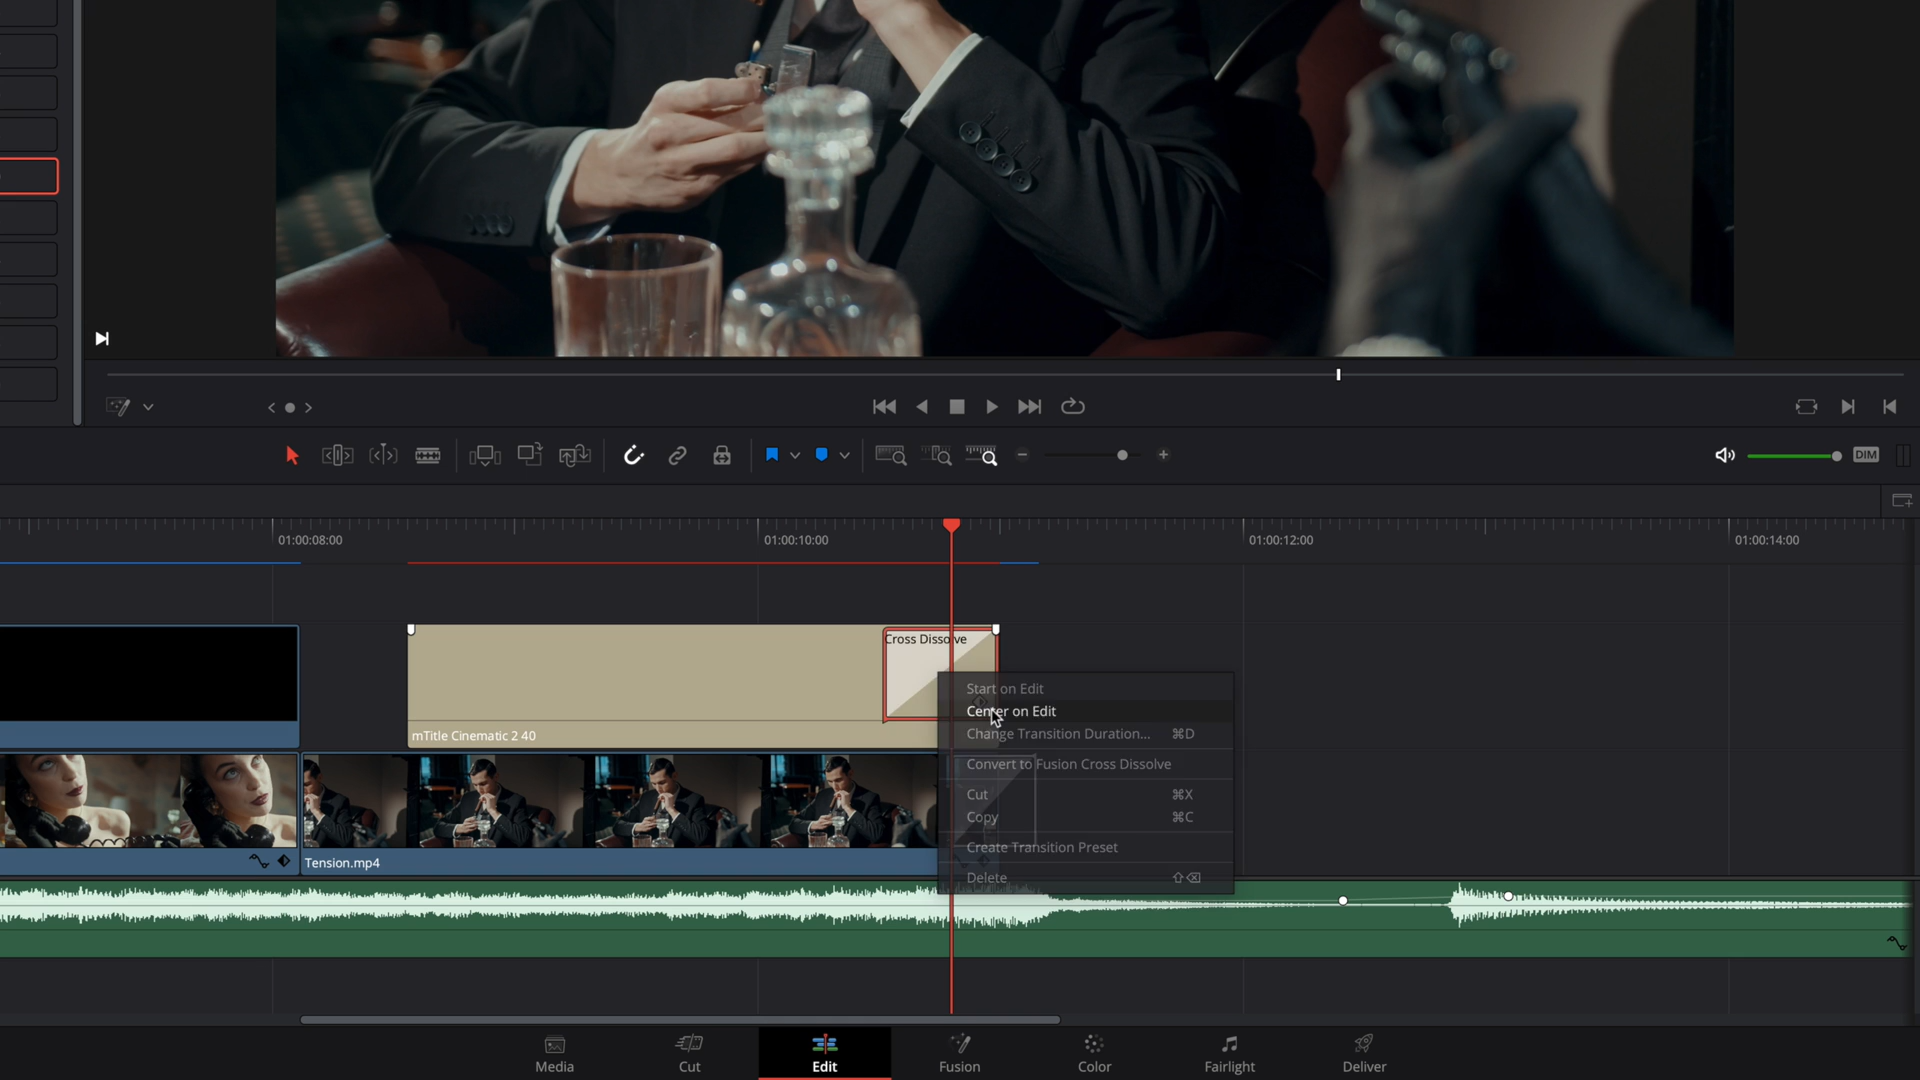 DIM
01:00:08:00
01:00:10:00
01:00:12:00
01:00:14:00
Cross Dissolve
Start on Edit
Center on Edit
Change Transition Duration... ⌘D
Convert to Fusion Cross Dissolve
Cut ⌘X
Copy ⌘C
Create Transition Preset
Delete ⇧⌫
mTitle Cinematic 2 40
Tension.mp4
Media
Cut
Edit
Fusion
Color
Fairlight
Deliver